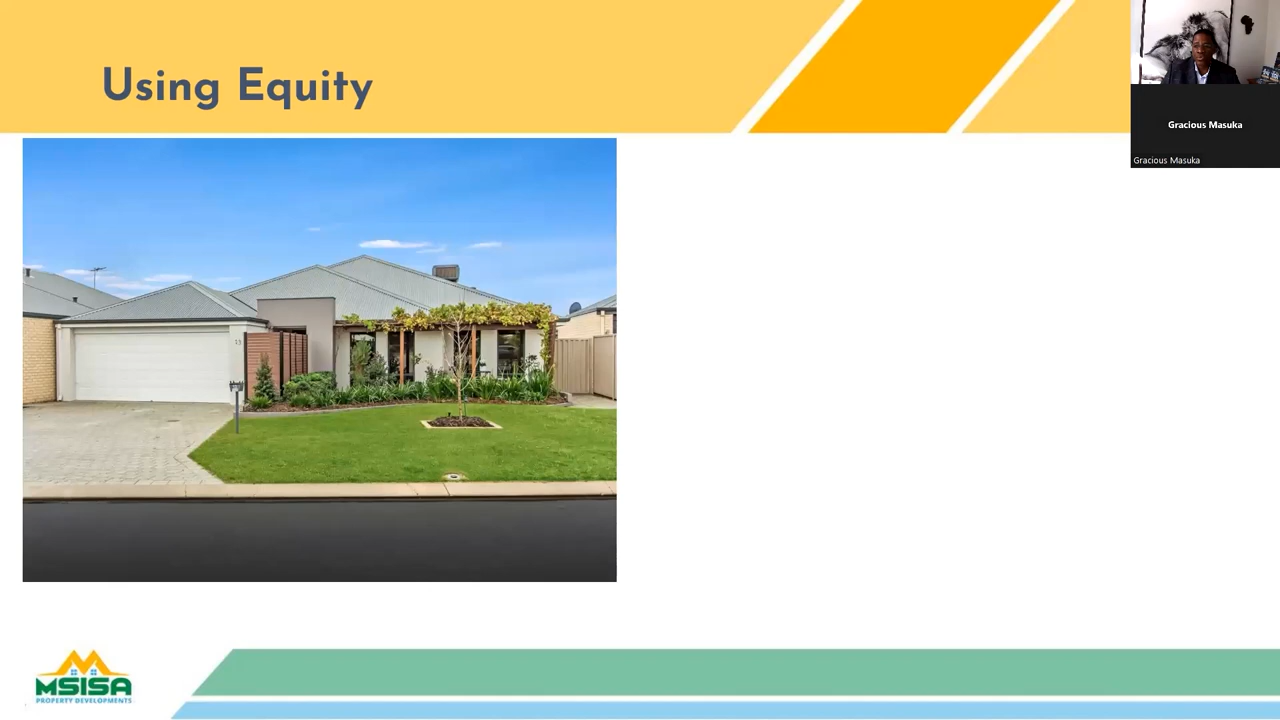 Using Equity
Gracious Masuka
Gracious Masuka
MSISA
PROPERTY DEVELOPMENTS